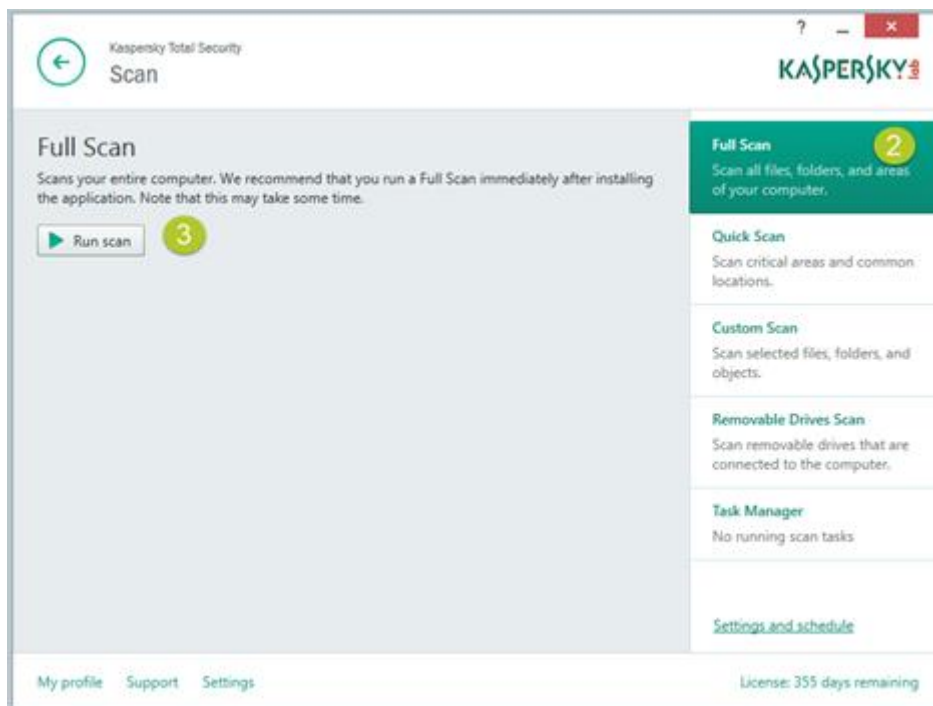 Kaspersky Total Security
Scan
? _ ×
KASPERSKY lab
Full Scan
Scans your entire computer. We recommend that you run a Full Scan immediately after installing
the application. Note that this may take some time.
Run scan
3
Full Scan
2
Scan all files, folders, and areas
of your computer.
Quick Scan
Scan critical areas and common
locations.
Custom Scan
Scan selected files, folders, and
objects.
Removable Drives Scan
Scan removable drives that are
connected to the computer.
Task Manager
No running scan tasks
Settings and schedule
My profile Support Settings
License: 355 days remaining